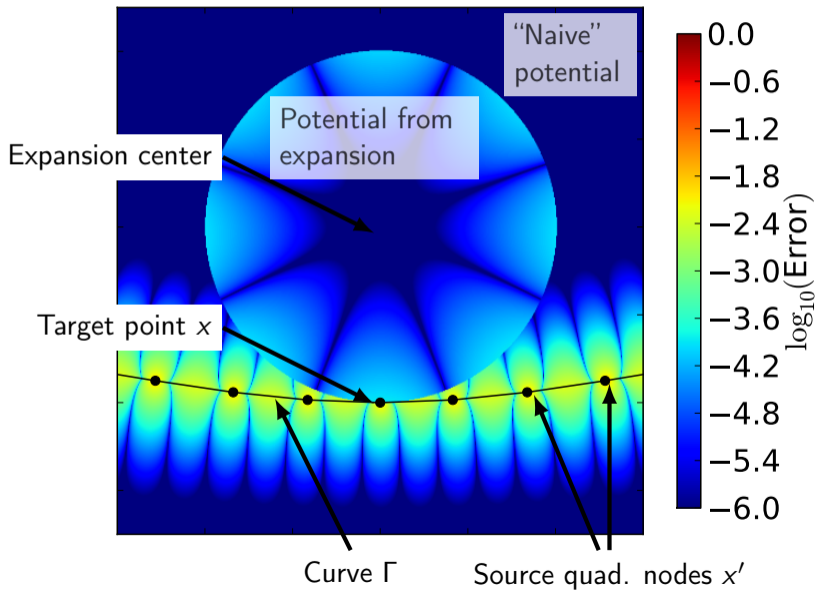 “Naive”
potential
Potential from
expansion
Expansion center
Target point x
Curve Γ
Source quad. nodes x′
0.0
−0.6
−1.2
−1.8
−2.4
−3.0
−3.6
−4.2
−4.8
−5.4
−6.0
log₁₀(Error)